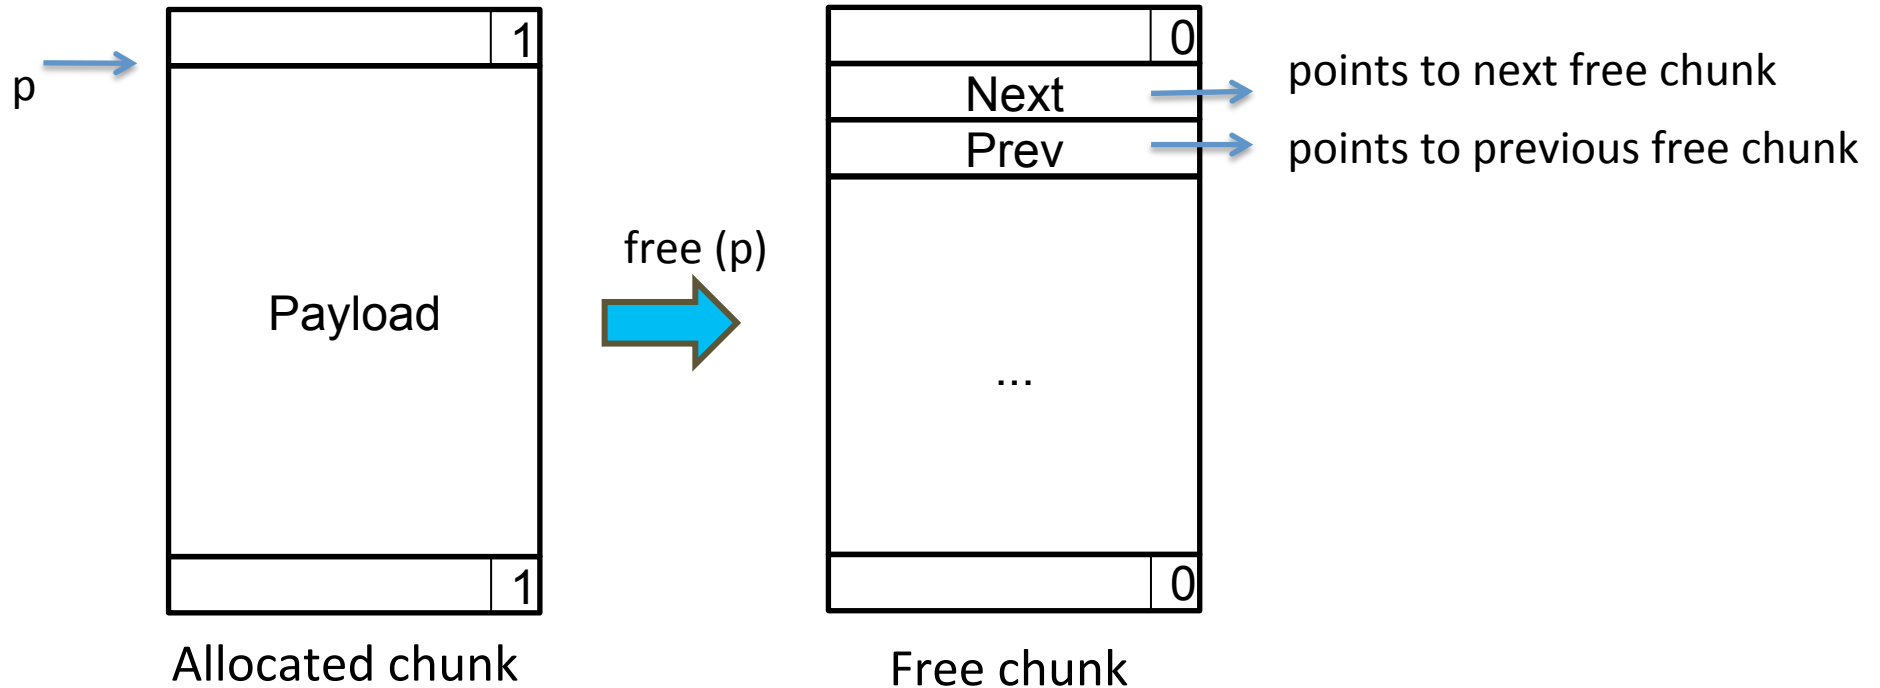 1
p
Payload
1
Allocated chunk
free (p)
0
Next
points to next free chunk
Prev
points to previous free chunk
...
0
Free chunk